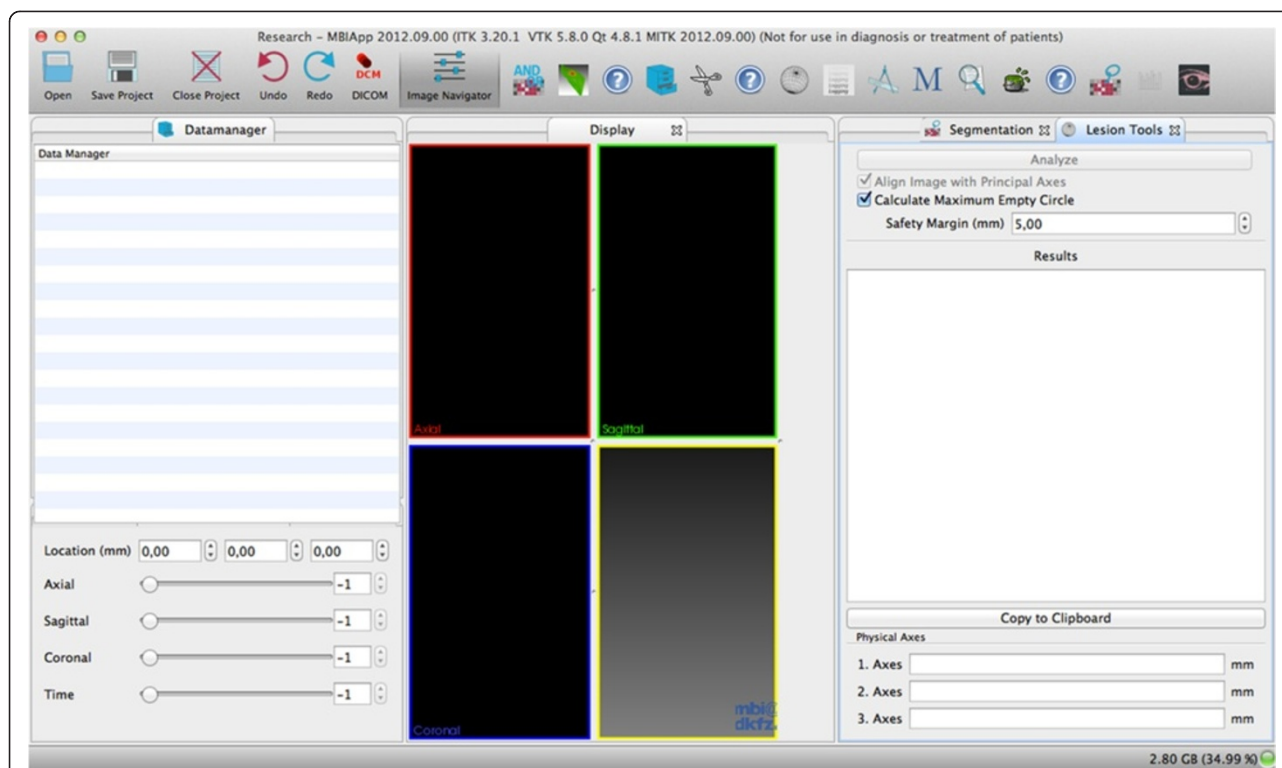 Research – MBIApp 2012.09.00 (ITK 3.20.1 VTK 5.8.0 Qt 4.8.1 MITK 2012.09.00) (Not for use in diagnosis or treatment of patients)
Open Save Project Close Project Undo Redo DICOM Image Navigator
DCM
AND
M
Datamanager
Data Manager
Location (mm) 0,00 0,00 0,00
Axial -1
Sagittal -1
Coronal -1
Time -1
Display
Axial
Sagittal
Coronal
mbi@
dkfz.
Segmentation Lesion Tools
Analyze
Align Image with Principal Axes
Calculate Maximum Empty Circle
Safety Margin (mm) 5,00
Results
Copy to Clipboard
Physical Axes
1. Axes mm
2. Axes mm
3. Axes mm
2.80 GB (34.99 %)